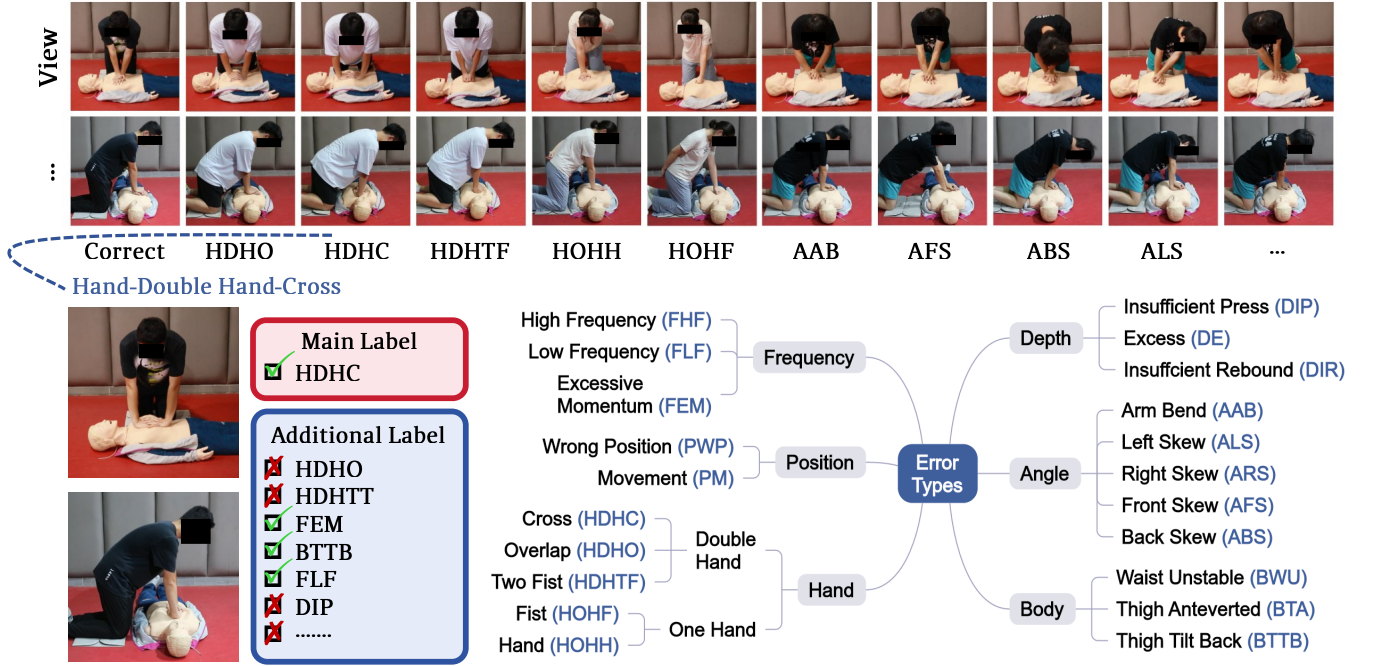 View
...
Correct
HDHO
HDHC
HDHTF
HOHH
HOHF
AAB
AFS
ABS
ALS
...
Hand-Double Hand-Cross
Main Label
HDHC
Additional Label
HDHO
HDHTT
FEM
BTTB
FLF
DIP
.......
High Frequency (FHF)
Low Frequency (FLF)
Excessive
Momentum (FEM)
Frequency
Wrong Position (PWP)
Movement (PM)
Position
Cross (HDHC)
Overlap (HDHO)
Two Fist (HDHTF)
Double
Hand
Fist (HOHF)
Hand (HOHH)
One Hand
Hand
Error
Types
Depth
Insufficient Press (DIP)
Excess (DE)
Insuffcient Rebound (DIR)
Angle
Arm Bend (AAB)
Left Skew (ALS)
Right Skew (ARS)
Front Skew (AFS)
Back Skew (ABS)
Body
Waist Unstable (BWU)
Thigh Anteverted (BTA)
Thigh Tilt Back (BTTB)